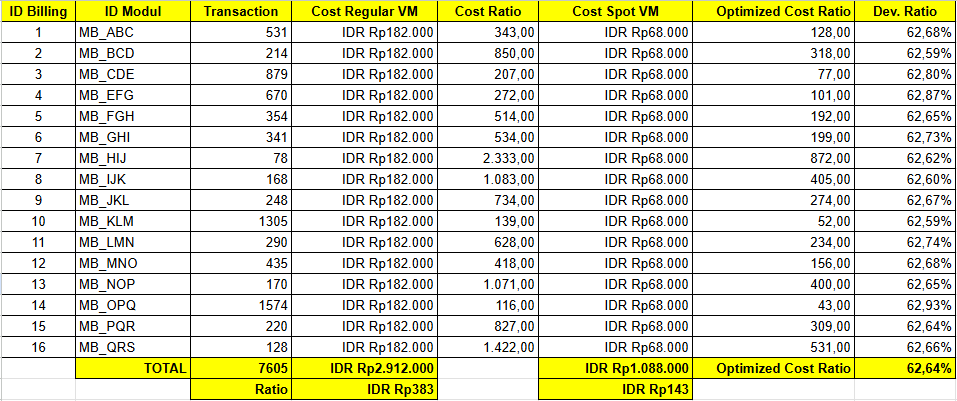 ID Billing ID Modul Transaction Cost Regular VM Cost Ratio Cost Spot VM Optimized Cost Ratio Dev. Ratio
1 MB_ABC 531 IDR Rp182.000 343,00 IDR Rp68.000 128,00 62,68%
2 MB_BCD 214 IDR Rp182.000 850,00 IDR Rp68.000 318,00 62,59%
3 MB_CDE 879 IDR Rp182.000 207,00 IDR Rp68.000 77,00 62,80%
4 MB_EFG 670 IDR Rp182.000 272,00 IDR Rp68.000 101,00 62,87%
5 MB_FGH 354 IDR Rp182.000 514,00 IDR Rp68.000 192,00 62,65%
6 MB_GHI 341 IDR Rp182.000 534,00 IDR Rp68.000 199,00 62,73%
7 MB_HIJ 78 IDR Rp182.000 2.333,00 IDR Rp68.000 872,00 62,62%
8 MB_IJK 168 IDR Rp182.000 1.083,00 IDR Rp68.000 405,00 62,60%
9 MB_JKL 248 IDR Rp182.000 734,00 IDR Rp68.000 274,00 62,67%
10 MB_KLM 1305 IDR Rp182.000 139,00 IDR Rp68.000 52,00 62,59%
11 MB_LMN 290 IDR Rp182.000 628,00 IDR Rp68.000 234,00 62,74%
12 MB_MNO 435 IDR Rp182.000 418,00 IDR Rp68.000 156,00 62,68%
13 MB_NOP 170 IDR Rp182.000 1.071,00 IDR Rp68.000 400,00 62,65%
14 MB_OPQ 1574 IDR Rp182.000 116,00 IDR Rp68.000 43,00 62,93%
15 MB_PQR 220 IDR Rp182.000 827,00 IDR Rp68.000 309,00 62,64%
16 MB_QRS 128 IDR Rp182.000 1.422,00 IDR Rp68.000 531,00 62,66%
TOTAL 7605 IDR Rp2.912.000 IDR Rp1.088.000 Optimized Cost Ratio 62,64%
Ratio IDR Rp383 IDR Rp143